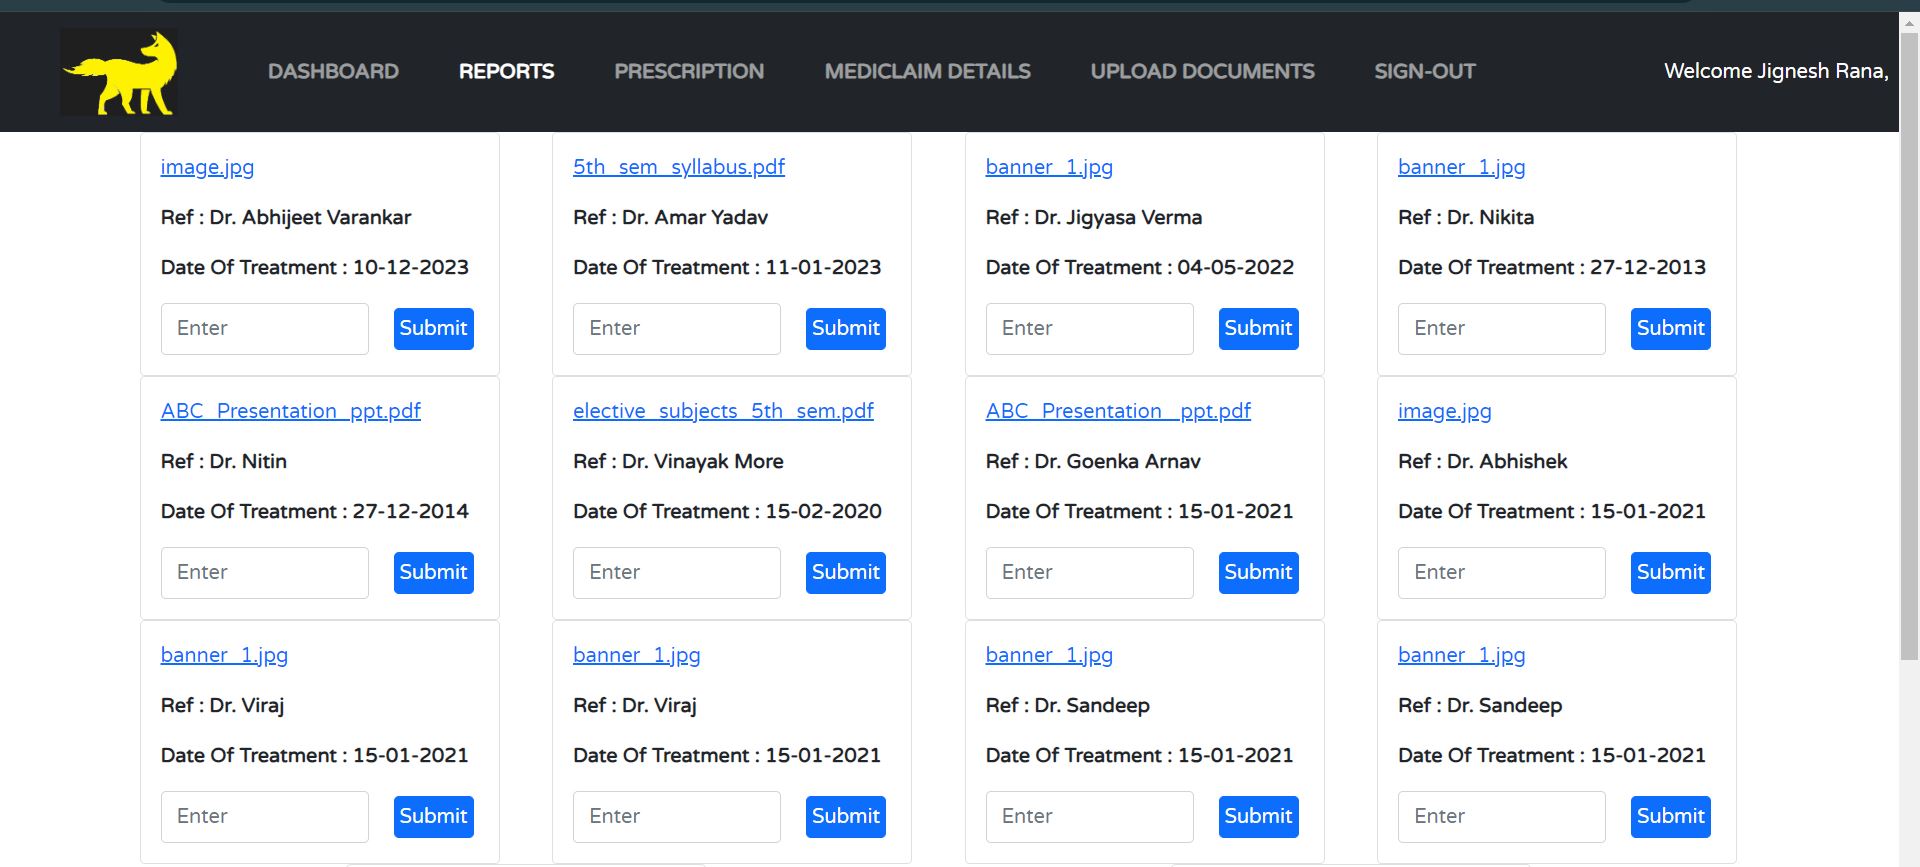 DASHBOARD REPORTS PRESCRIPTION MEDICLAIM DETAILS UPLOAD DOCUMENTS SIGN-OUT Welcome Jignesh Rana,
image.jpg
Ref : Dr. Abhijeet Varankar
Date Of Treatment : 10-12-2023
Enter Submit
5th_sem_syllabus.pdf
Ref : Dr. Amar Yadav
Date Of Treatment : 11-01-2023
Enter Submit
banner_1.jpg
Ref : Dr. Jigyasa Verma
Date Of Treatment : 04-05-2022
Enter Submit
banner_1.jpg
Ref : Dr. Nikita
Date Of Treatment : 27-12-2013
Enter Submit
ABC_Presentation_ppt.pdf
Ref : Dr. Nitin
Date Of Treatment : 27-12-2014
Enter Submit
elective_subjects_5th_sem.pdf
Ref : Dr. Vinayak More
Date Of Treatment : 15-02-2020
Enter Submit
ABC_Presentation_ppt.pdf
Ref : Dr. Goenka Arnav
Date Of Treatment : 15-01-2021
Enter Submit
image.jpg
Ref : Dr. Abhishek
Date Of Treatment : 15-01-2021
Enter Submit
banner_1.jpg
Ref : Dr. Viraj
Date Of Treatment : 15-01-2021
Enter Submit
banner_1.jpg
Ref : Dr. Viraj
Date Of Treatment : 15-01-2021
Enter Submit
banner_1.jpg
Ref : Dr. Sandeep
Date Of Treatment : 15-01-2021
Enter Submit
banner_1.jpg
Ref : Dr. Sandeep
Date Of Treatment : 15-01-2021
Enter Submit